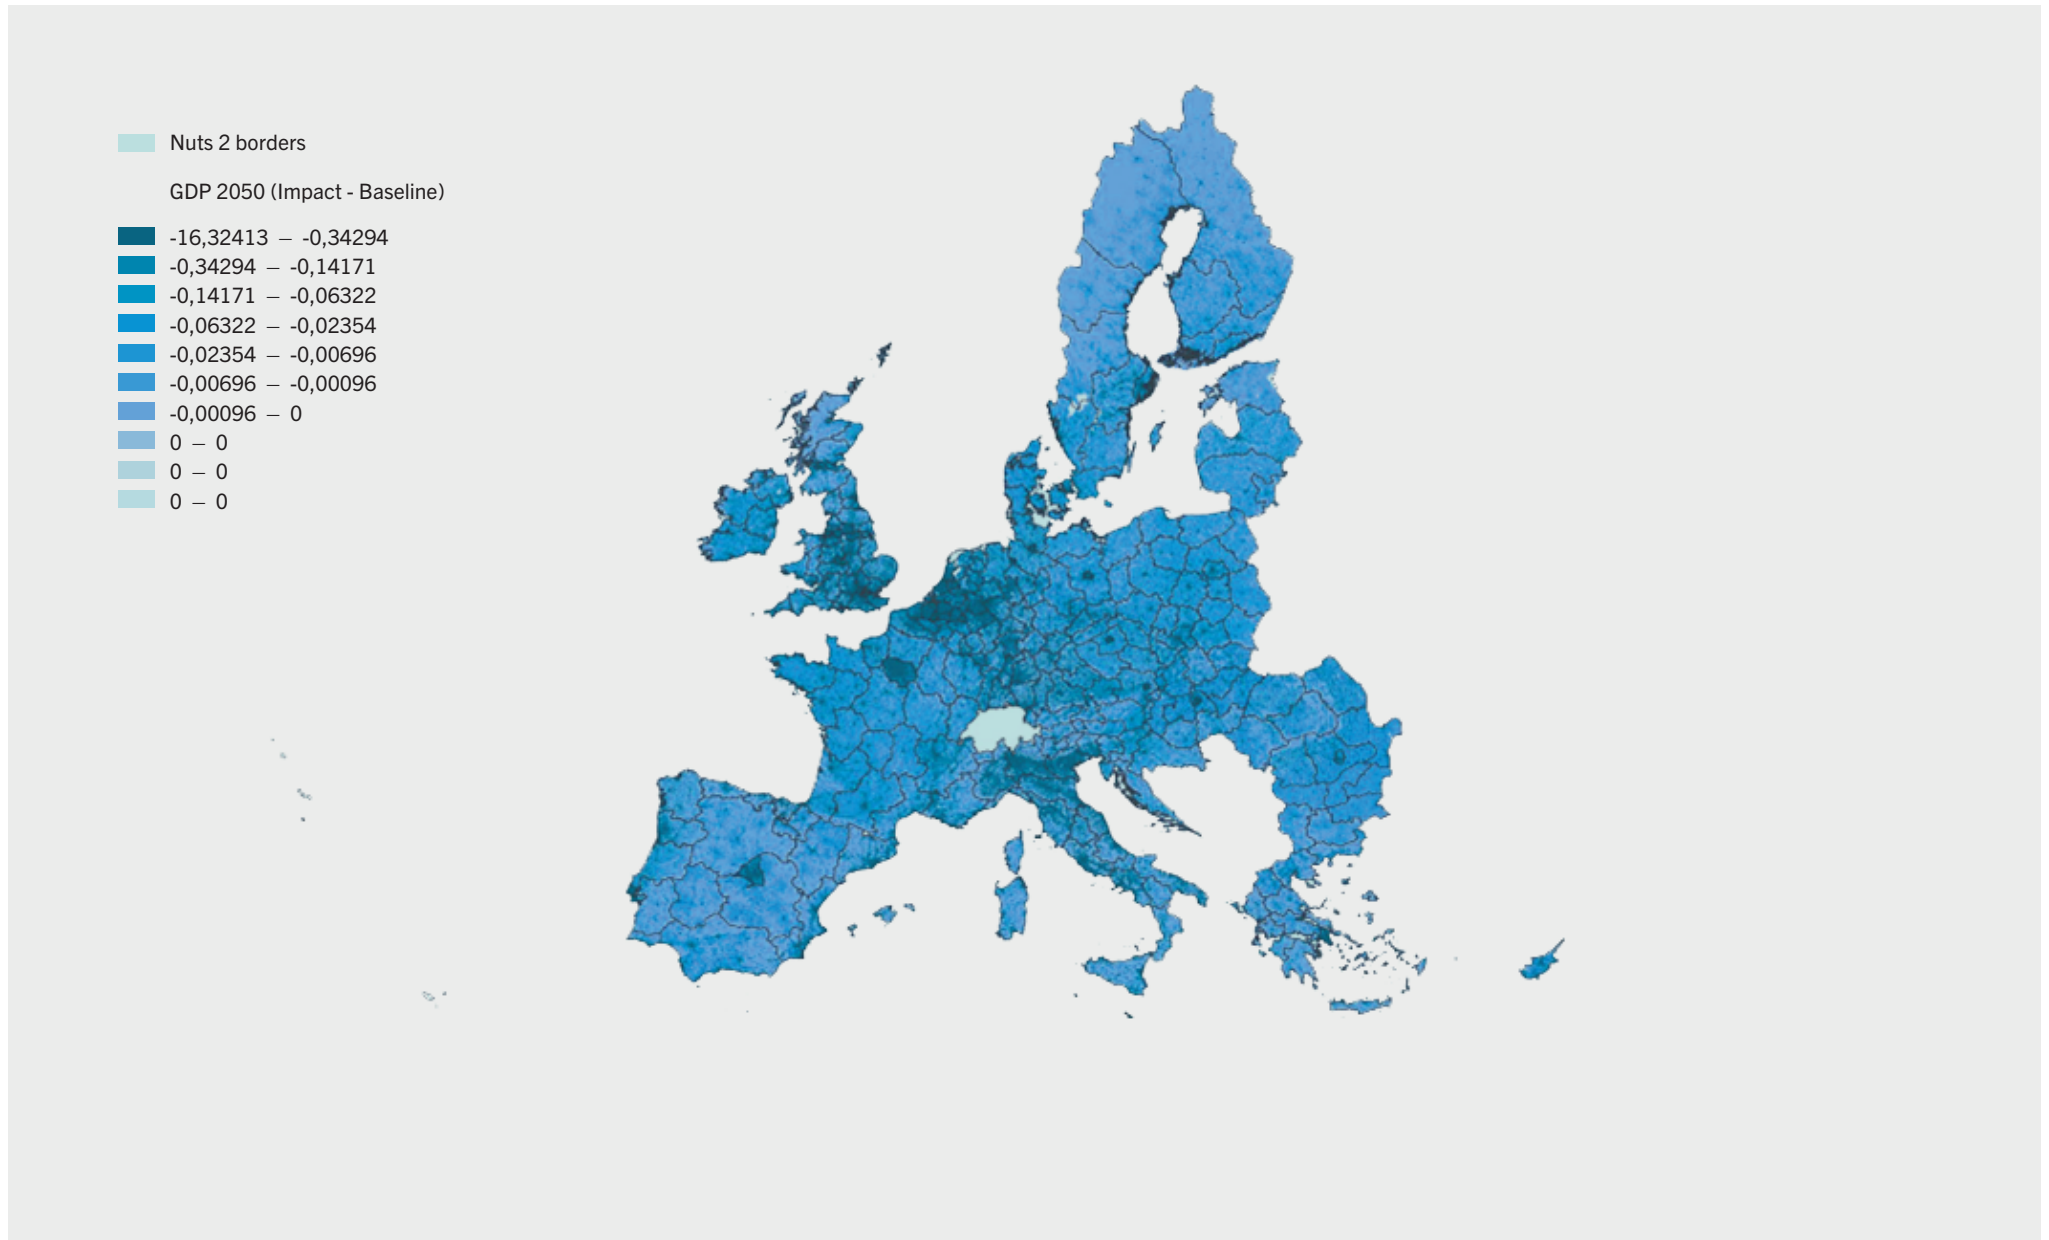 Nuts 2 borders
GDP 2050 (Impact - Baseline)
-16,32413 – -0,34294
-0,34294 – -0,14171
-0,14171 – -0,06322
-0,06322 – -0,02354
-0,02354 – -0,00696
-0,00696 – -0,00096
-0,00096 – 0
0 – 0
0 – 0
0 – 0